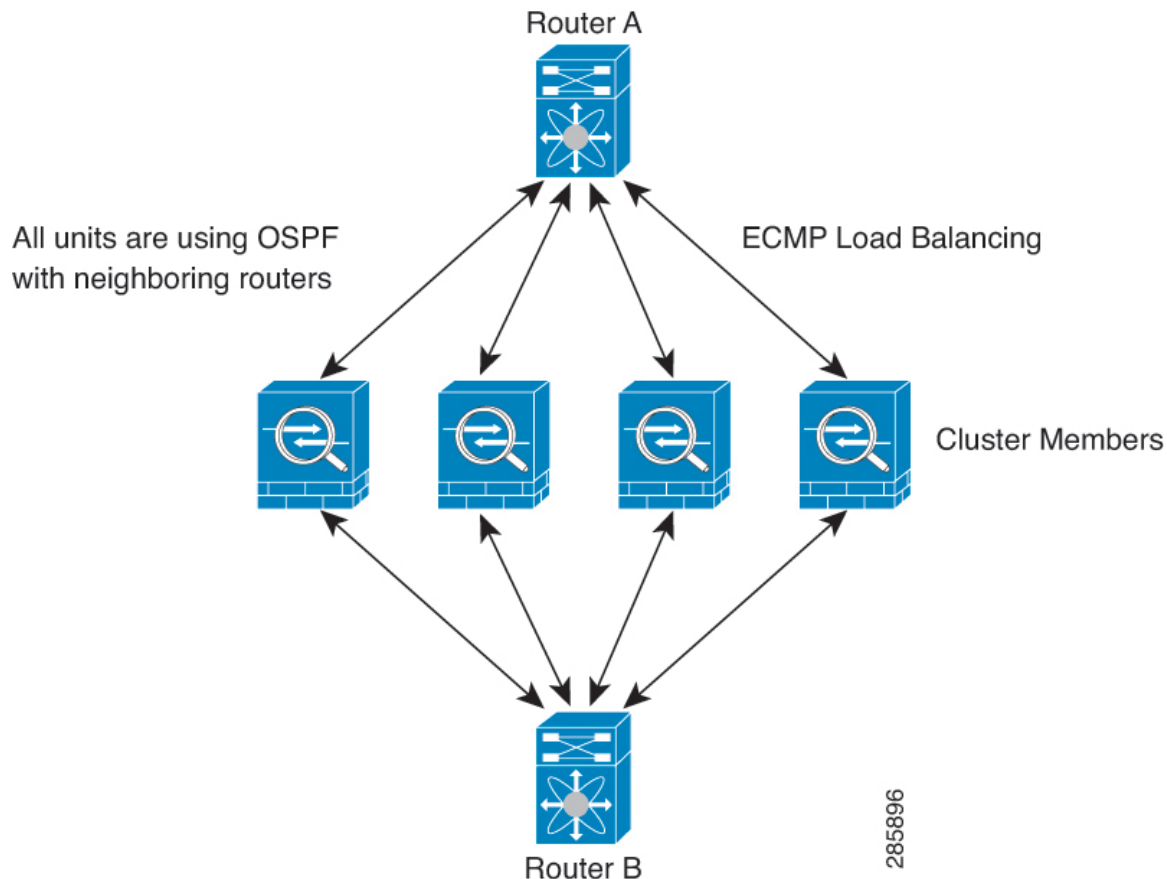 Router A
All units are using OSPF
with neighboring routers
ECMP Load Balancing
Cluster Members
Router B
285896